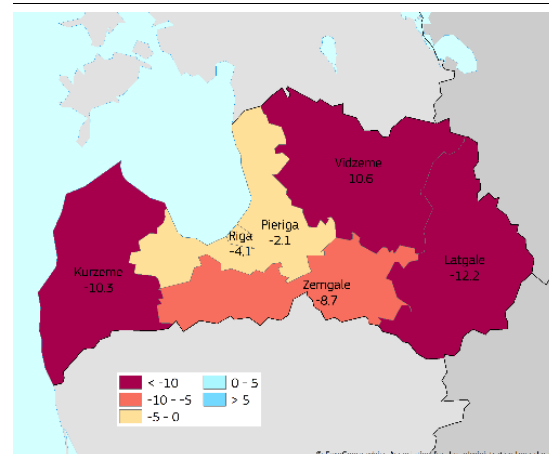 Vidzeme
10.6
Pieriga
-2.1
Riga
-4.1
Latgale
-12.2
Kurzeme
-10.3
Zemgale
-8.7
< -10
0 - 5
-10 - -5
> 5
-5 - 0